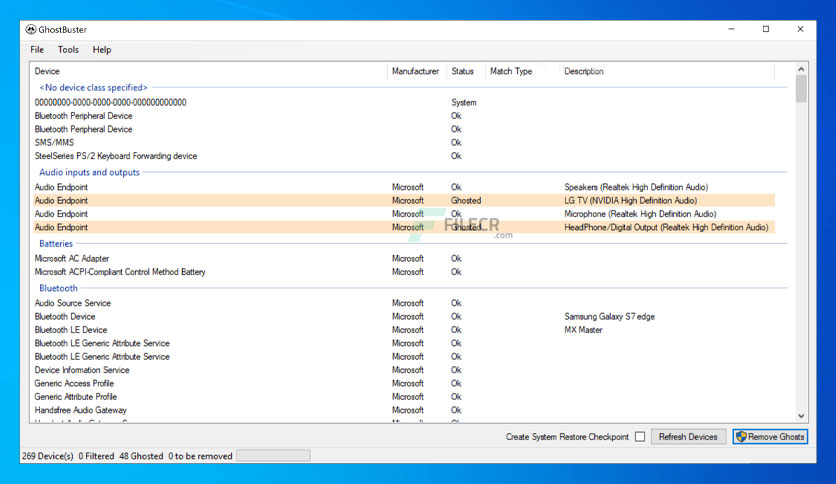 GhostBuster
File Tools Help
Device Manufacturer Status Match Type Description
<No device class specified>
00000000-0000-0000-0000-000000000000 System
Bluetooth Peripheral Device Ok
Bluetooth Peripheral Device Ok
SMS/MMS Ok
SteelSeries PS/2 Keyboard Forwarding device Ok
Audio inputs and outputs
Audio Endpoint Microsoft Ok Speakers (Realtek High Definition Audio)
Audio Endpoint Microsoft Ghosted LG TV (NVIDIA High Definition Audio)
Audio Endpoint Microsoft Ok Microphone (Realtek High Definition Audio)
Audio Endpoint Microsoft Ghosted HeadPhone/Digital Output (Realtek High Definition Audio)
FILECR
.com
Batteries
Microsoft AC Adapter Microsoft Ok
Microsoft ACPI-Compliant Control Method Battery Microsoft Ok
Bluetooth
Audio Source Service Microsoft Ok
Bluetooth Device Microsoft Ok Samsung Galaxy S7 edge
Bluetooth LE Device Microsoft Ok MX Master
Bluetooth LE Generic Attribute Service Microsoft Ok
Bluetooth LE Generic Attribute Service Microsoft Ok
Device Information Service Microsoft Ok
Generic Access Profile Microsoft Ok
Generic Attribute Profile Microsoft Ok
Handsfree Audio Gateway Microsoft Ok
Create System Restore Checkpoint Refresh Devices Remove Ghosts
269 Device(s) 0 Filtered 48 Ghosted 0 to be removed